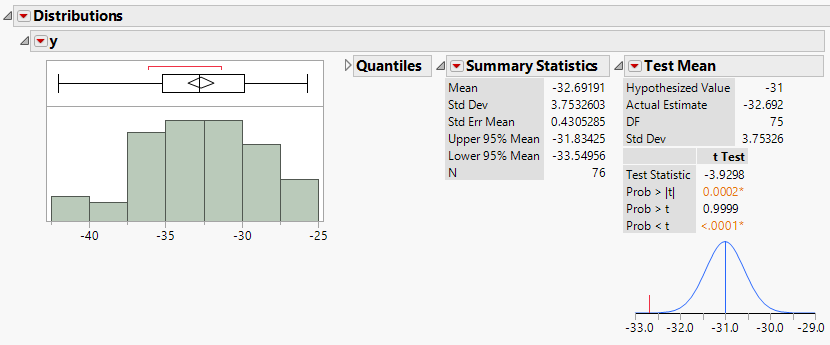 Distributions
y
-40 -35 -30 -25
Quantiles
Summary Statistics
Mean -32.69191
Std Dev 3.7532603
Std Err Mean 0.4305285
Upper 95% Mean -31.83425
Lower 95% Mean -33.54956
N 76
Test Mean
Hypothesized Value -31
Actual Estimate -32.692
DF 75
Std Dev 3.75326
t Test
Test Statistic -3.9298
Prob > |t| 0.0002*
Prob > t 0.9999
Prob < t <.0001*
-33.0 -32.0 -31.0 -30.0 -29.0